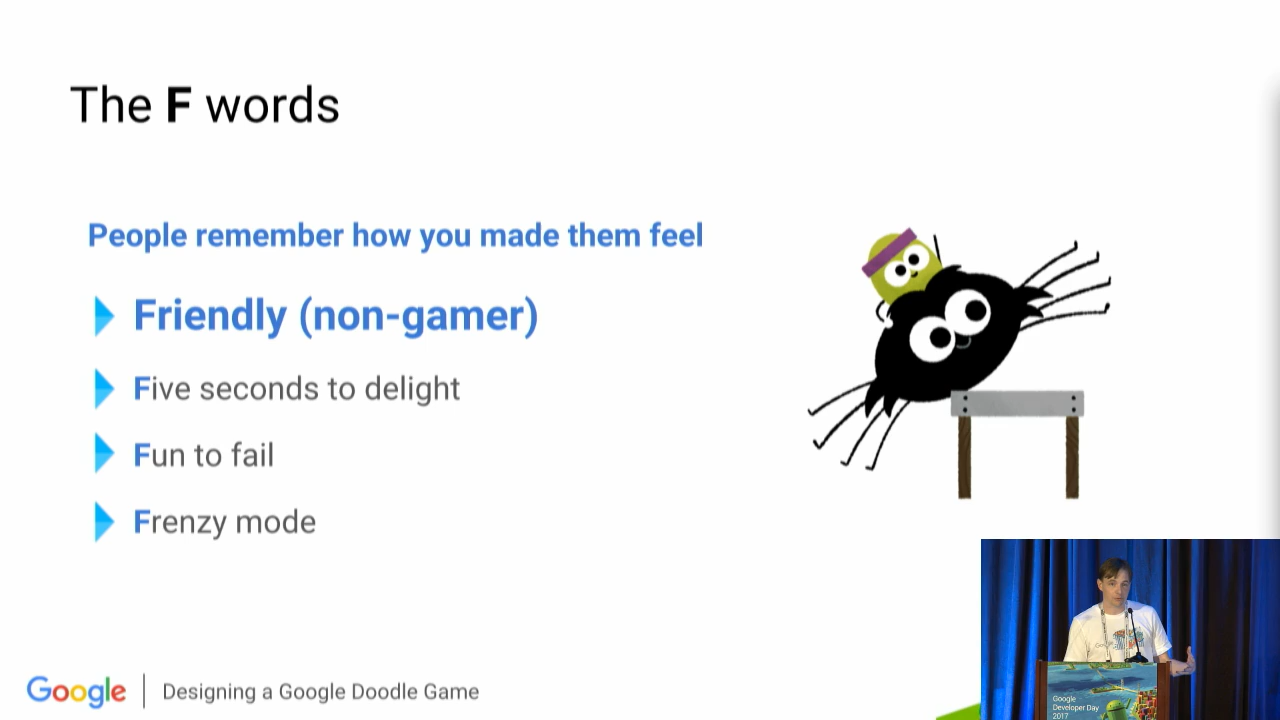 The F words
People remember how you made them feel
Friendly (non-gamer)
Five seconds to delight
Fun to fail
Frenzy mode
Google
Designing a Google Doodle Game
Google
Developer Day
2017